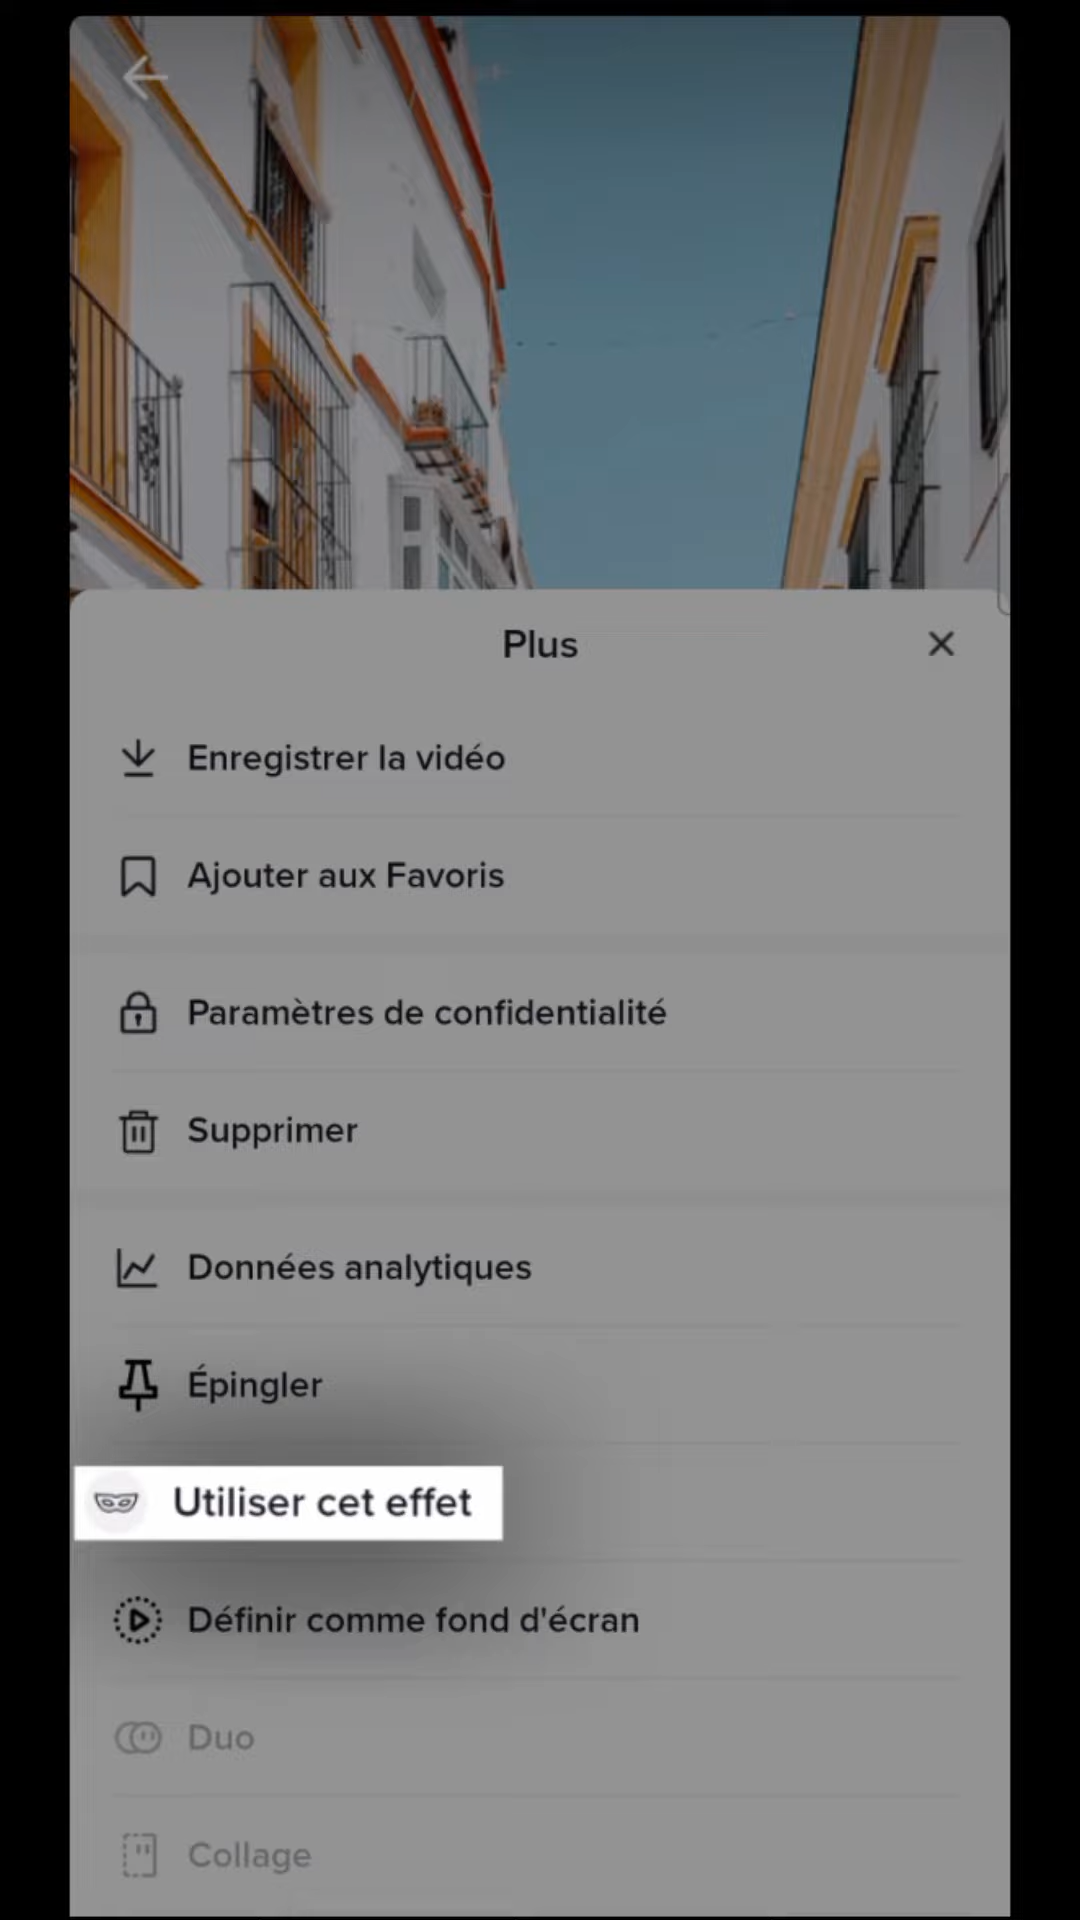 Plus
Enregistrer la vidéo
Ajouter aux Favoris
Paramètres de confidentialité
Supprimer
Données analytiques
Épingler
Utiliser cet effet
Définir comme fond d'écran
Duo
Collage